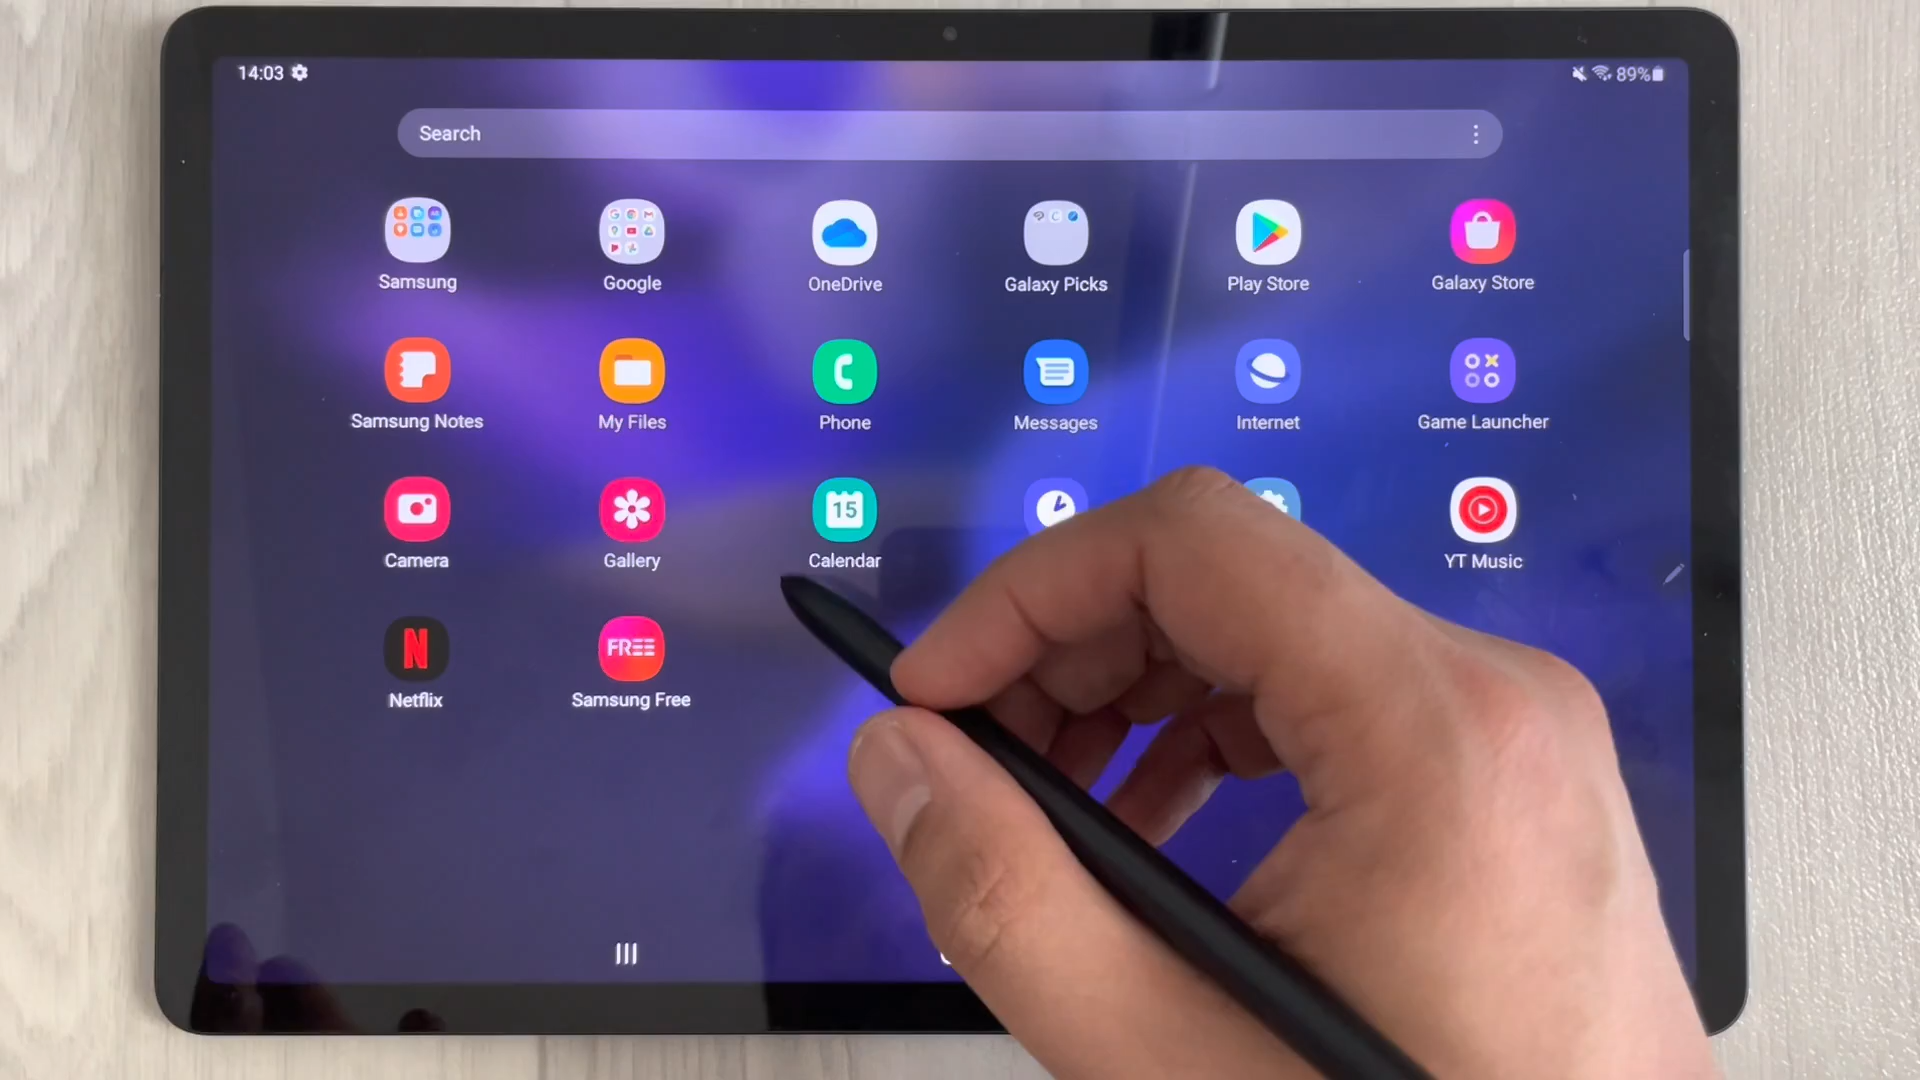 14:03
89%
Search
Samsung
Google
OneDrive
Galaxy Picks
Play Store
Galaxy Store
Samsung Notes
My Files
Phone
Messages
Internet
Game Launcher
15
Camera
Gallery
Calendar
YT Music
N
FREE
Netflix
Samsung Free